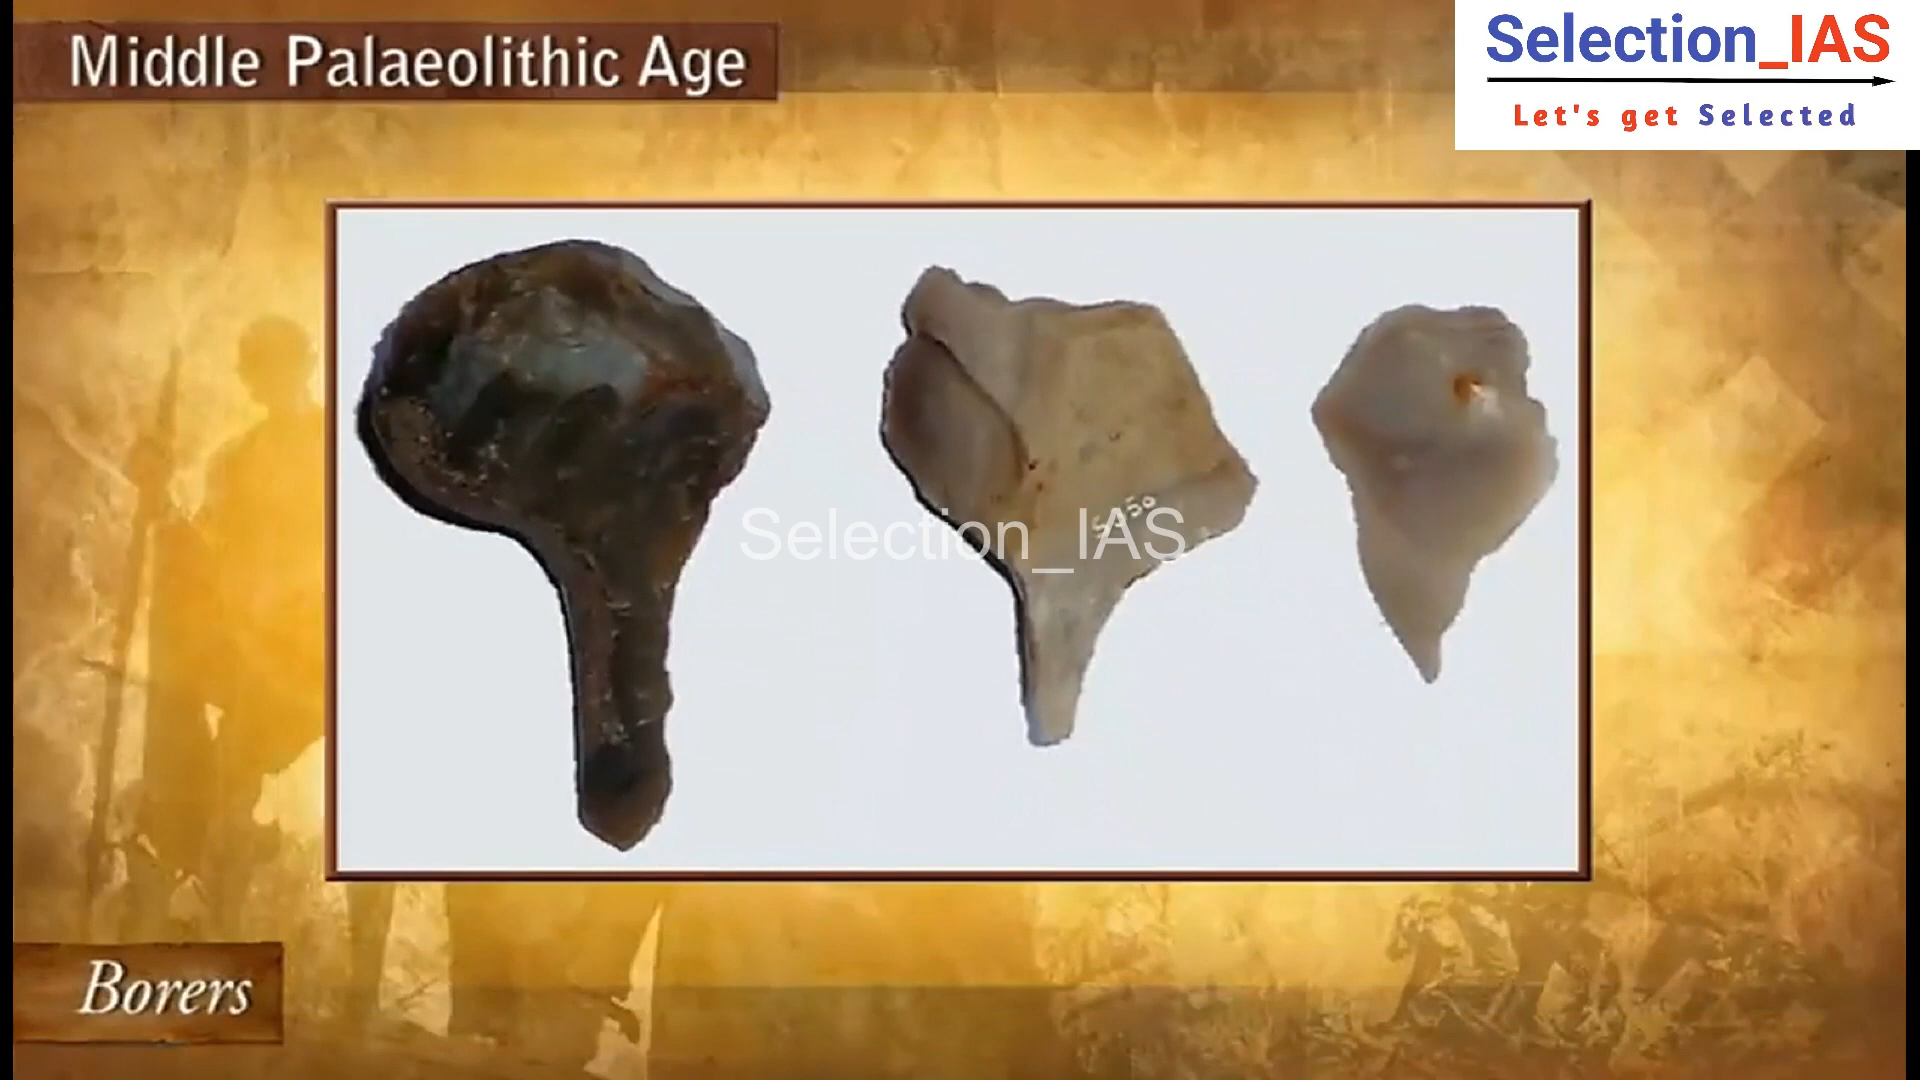 Middle Palaeolithic Age
Selection_IAS
Let's get Selected
Selection_IAS
Borers